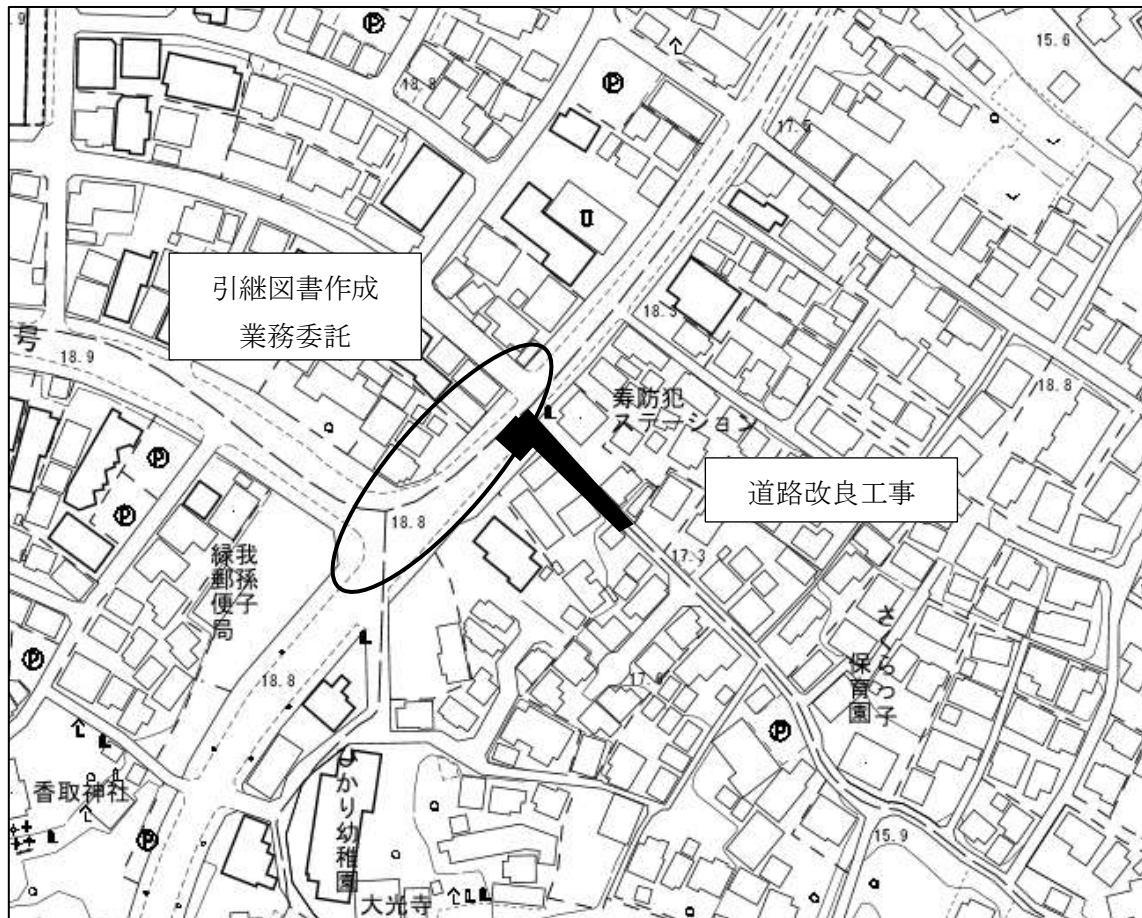 .9
15.6
18.8
17.5
引継図書作成
業務委託
18.3
号
18.9
18.8
寿防犯
ステーション
道路改良工事
18.8
17.3
我孫子
緑郵便局
さくらっ子
保育園
18.8
17.6
香取神社
ひかり幼稚園
15.9
大光寺